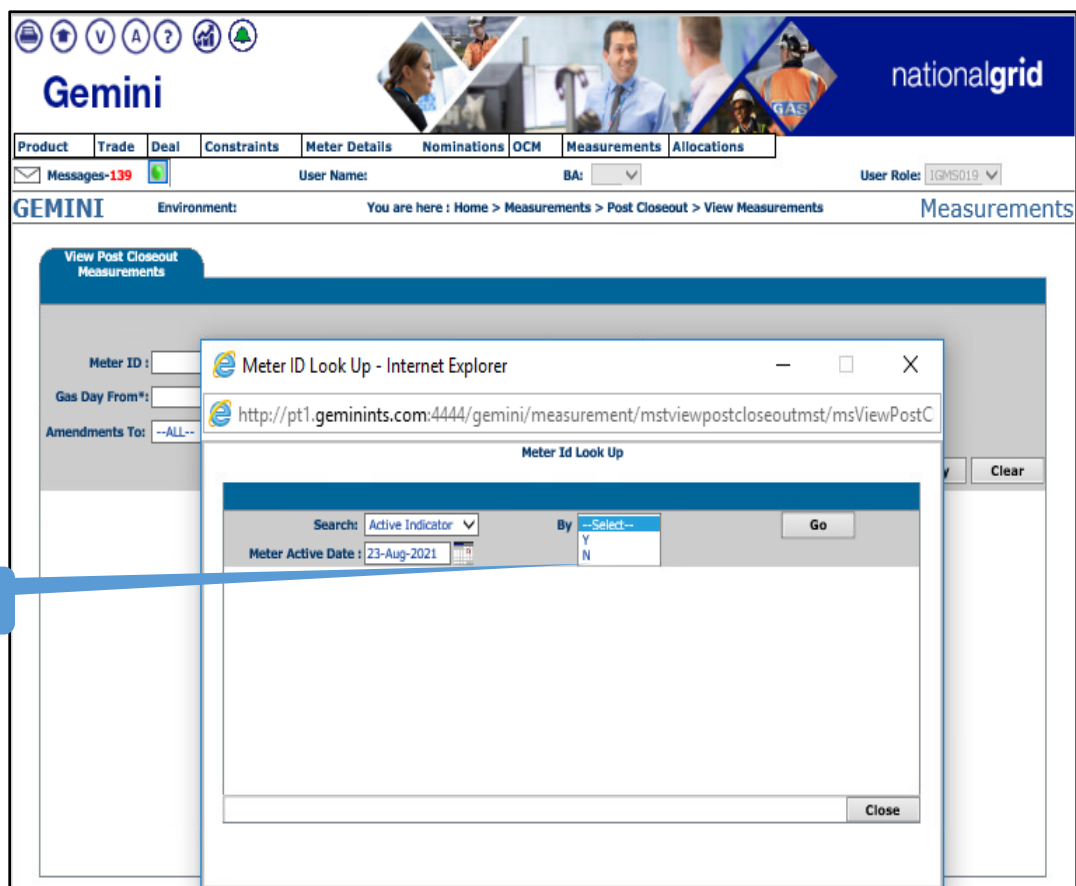 Gemini
nationalgrid
GAS
Product Trade Deal Constraints Meter Details Nominations OCM Measurements Allocations
Messages-139 User Name: BA: User Role: IGMS019
GEMINI Environment: You are here : Home > Measurements > Post Closeout > View Measurements Measurements
View Post Closeout
Measurements
Meter ID :
Gas Day From*:
Amendments To: --ALL--
y Clear
Meter ID Look Up - Internet Explorer
http://pt1.geminints.com:4444/gemini/measurement/mstviewpostcloseoutmst/msViewPostC
Meter Id Look Up
Search: Active Indicator By --Select-- Go
Y
Meter Active Date : 23-Aug-2021 N
Close